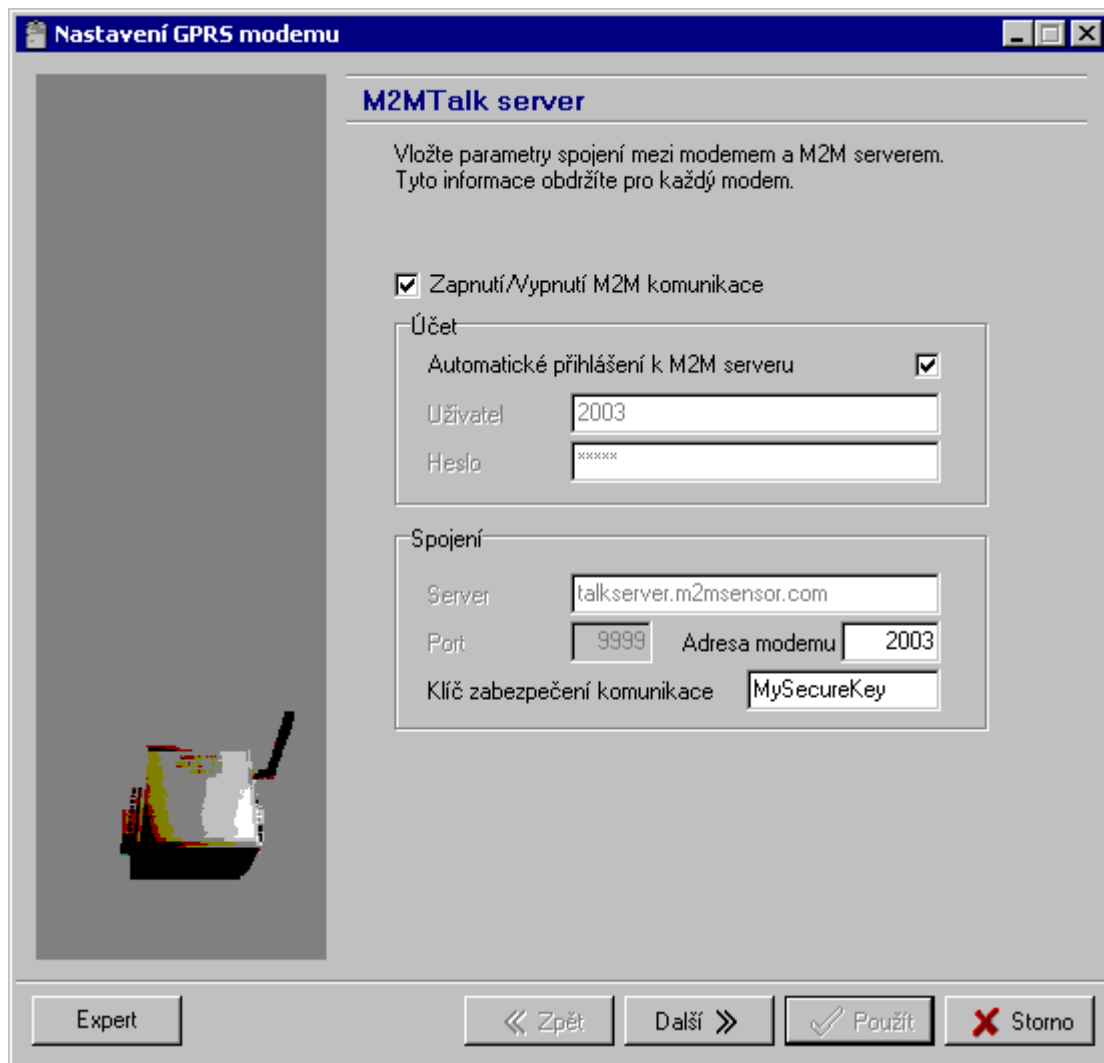 Nastavení GPRS modemu
M2MTalk server
Vložte parametry spojení mezi modemem a M2M serverem.
Tyto informace obdržíte pro každý modem.
Zapnutí/Vypnutí M2M komunikace
Účet
Automatické přihlášení k M2M serveru
Uživatel 2003
Heslo xxxxx
Spojení
Server talkserver.m2msensor.com
Port 9999 Adresa modemu 2003
Klíč zabezpečení komunikace MySecureKey
Expert Zpět Další Použít Storno